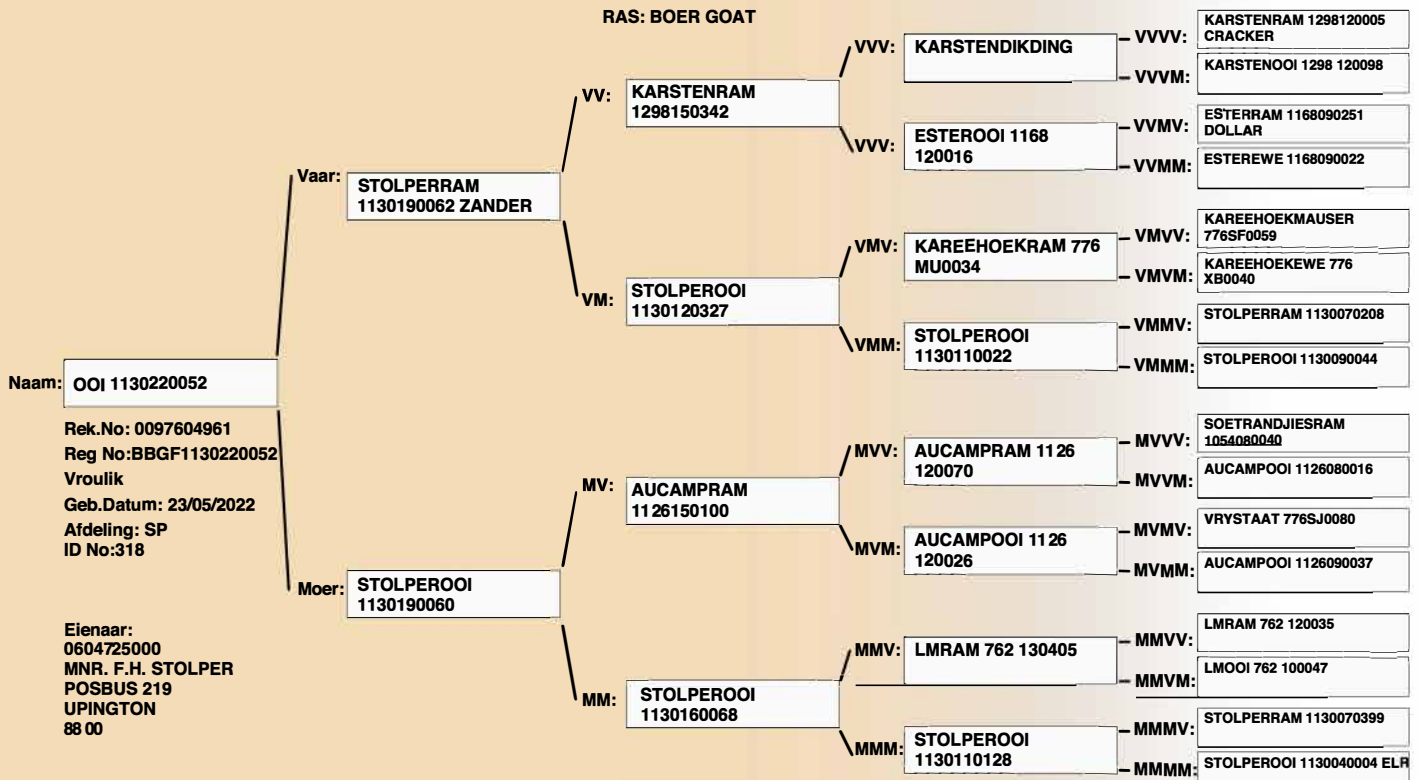 RAS: BOER GOAT
Naam:
OOI 1130220052
Rek.No: 0097604961
Reg No:BBGF1130220052
Vroulik
Geb.Datum: 23/05/2022
Afdeling: SP
ID No:318
Eienaar:
0604725000
MNR. F.H. STOLPER
POSBUS 219
UPINGTON
88 00
Vaar:
STOLPERRAM
1130190062 ZANDER
Moer:
STOLPEROOI
1130190060
VV:
KARSTENRAM
1298150342
VM:
STOLPEROOI
1130120327
MV:
AUCAMPRAM
1126150100
MM:
STOLPEROOI
1130160068
VVV:
KARSTENDIKDING
VVV:
ESTEROOI 1168
120016
VMV:
KAREEHOEKRAM 776
MU0034
VMM:
STOLPEROOI
1130110022
MVV:
AUCAMPRAM 1126
120070
MVM:
AUCAMPOOI 1126
120026
MMV:
LMRAM 762 130405
MMM:
STOLPEROOI
1130110128
VVVV:
KARSTENRAM 1298120005
CRACKER
VVVM:
KARSTENOOI 1298 120098
VVMV:
ESTERRAM 1168090251
DOLLAR
VVMM:
ESTEREWE 1168090022
VMVV:
KAREEHOEKMAUSER
776SF0059
VMVM:
KAREEHOEKEWE 776
XB0040
VMMV:
STOLPERRAM 1130070208
VMMM:
STOLPEROOI 1130090044
MVVV:
SOETRANDJIESRAM
1054080040
MVVM:
AUCAMPOOI 1126080016
MVMV:
VRYSTAAT 776SJ0080
MVMM:
AUCAMPOOI 1126090037
MMVV:
LMRAM 762 120035
MMVM:
LMOOI 762 100047
MMMV:
STOLPERRAM 1130070399
MMMM:
STOLPEROOI 1130040004 ELR